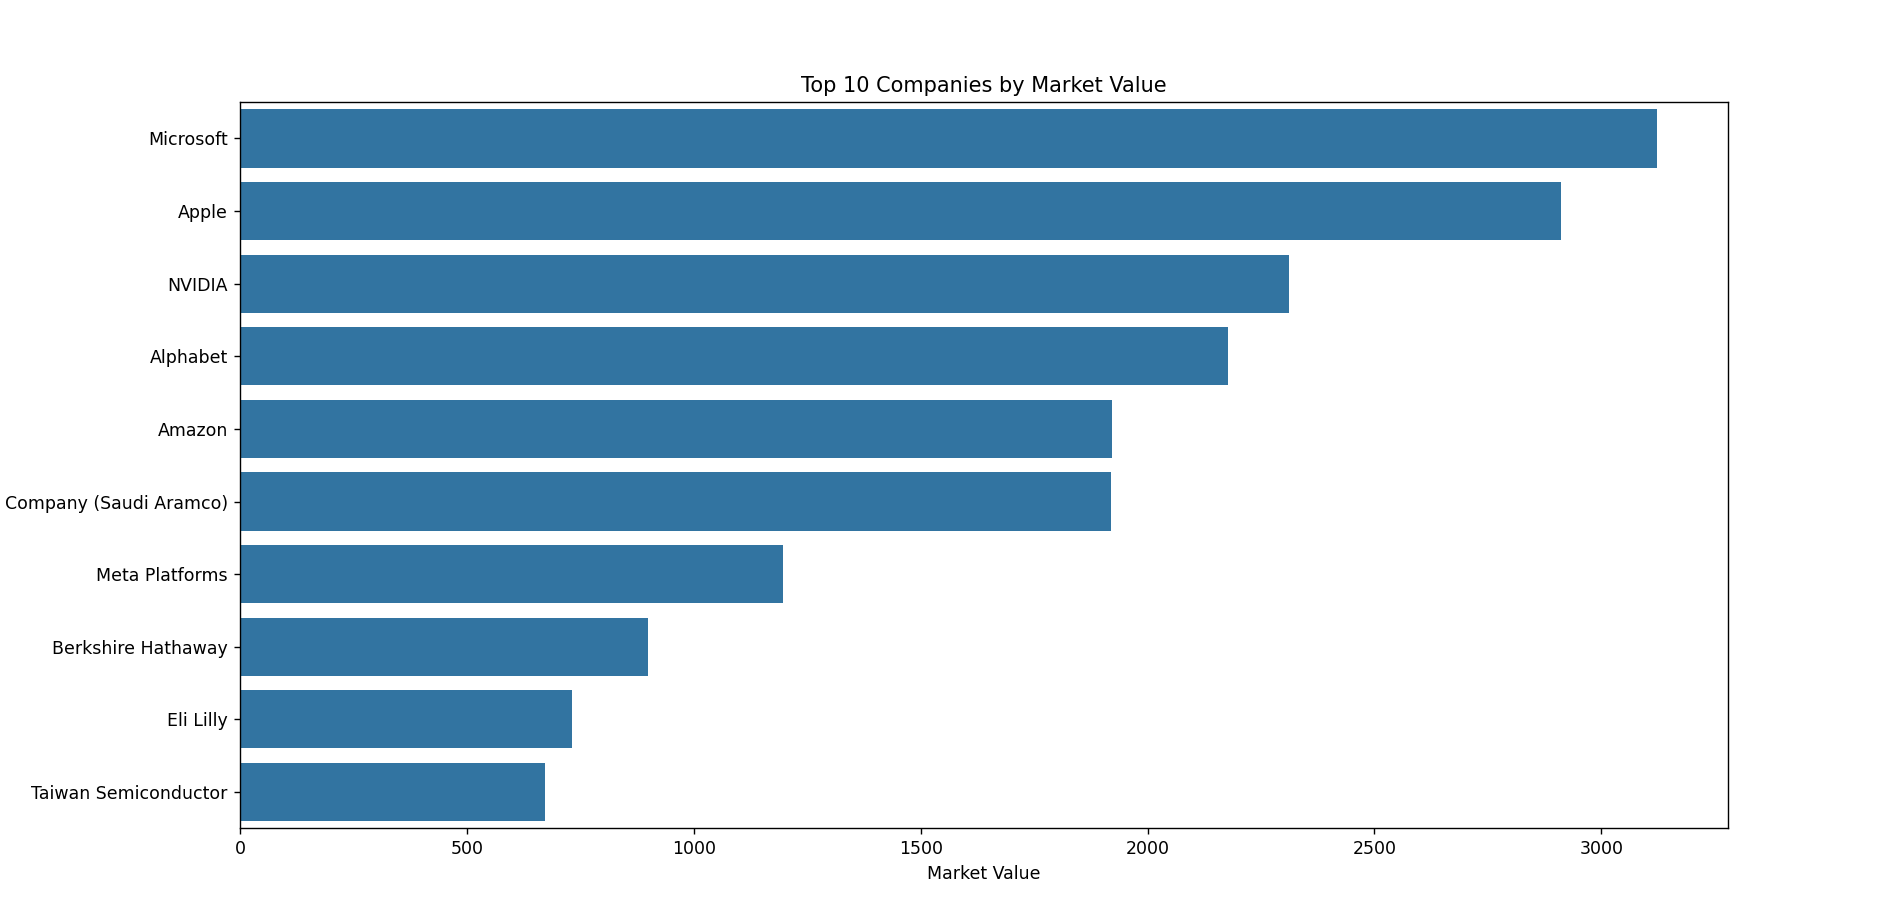 Top 10 Companies by Market Value
Microsoft
Apple
NVIDIA
Alphabet
Amazon
Company (Saudi Aramco)
Meta Platforms
Berkshire Hathaway
Eli Lilly
Taiwan Semiconductor
0 500 1000 1500 2000 2500 3000
Market Value